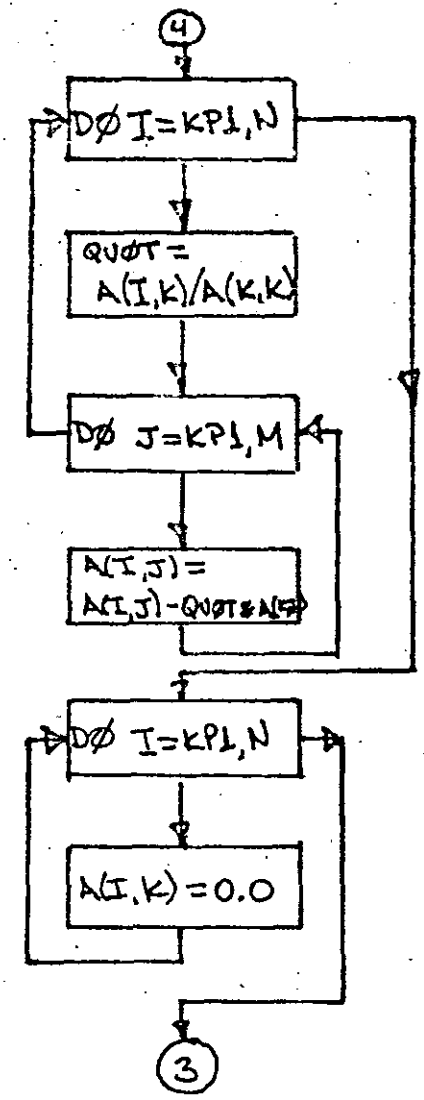 4
DØ I=KP1,N
QUØT=
A(I,K)/A(K,K)
DØ J=KP1,M
A(I,J)=
A(I,J)-QUØT*
DØ I=KP1,N
A(I,K)=0.0
3